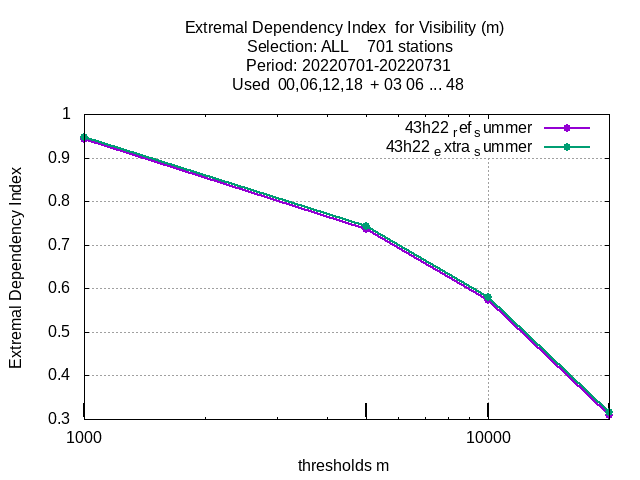 Extremal Dependency Index  for Visibility (m)
Selection: ALL    701 stations
Period: 20220701-20220731
Used  00,06,12,18  + 03 06 ... 48
43h22 ref summer
43h22 extra summer
Extremal Dependency Index
1
0.9
0.8
0.7
0.6
0.5
0.4
0.3
1000
10000
thresholds m